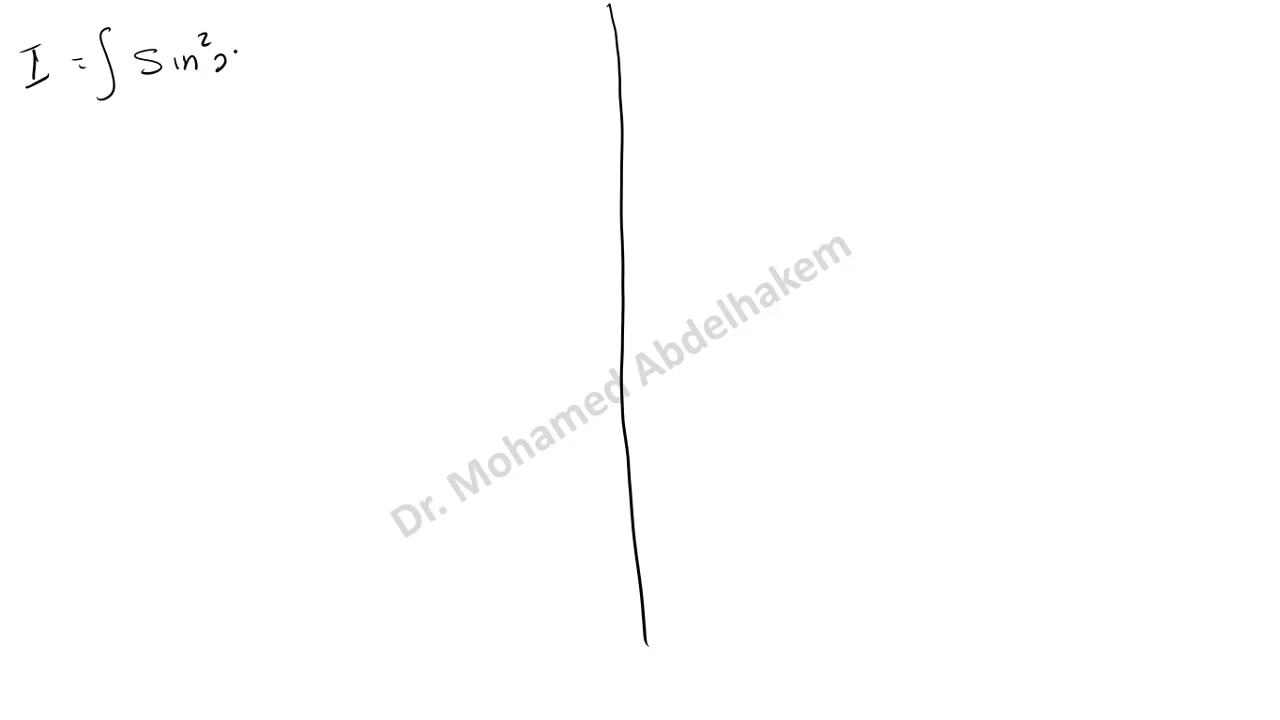 I = ∫ Sin²
Dr. Mohamed Abdelhakem